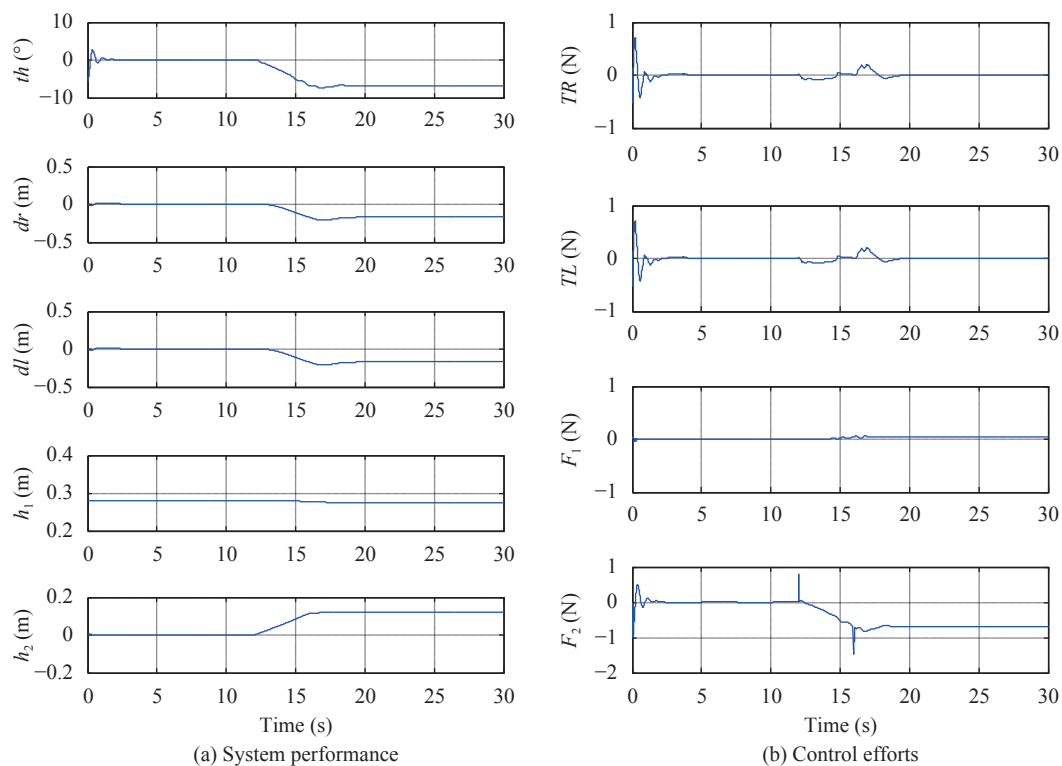 th (°)
10
0
−10
0 5 10 15 20 25 30
dr (m)
0.5
0
−0.5
0 5 10 15 20 25 30
dl (m)
0.5
0
−0.5
0 5 10 15 20 25 30
h1 (m)
0.4
0.3
0.2
0 5 10 15 20 25 30
h2 (m)
0.2
0
−0.2
0 5 10 15 20 25 30
Time (s)
(a) System performance
TR (N)
1
0
−1
0 5 10 15 20 25 30
TL (N)
1
0
−1
0 5 10 15 20 25 30
F1 (N)
1
0
−1
0 5 10 15 20 25 30
F2 (N)
1
0
−1
−2
0 5 10 15 20 25 30
Time (s)
(b) Control efforts